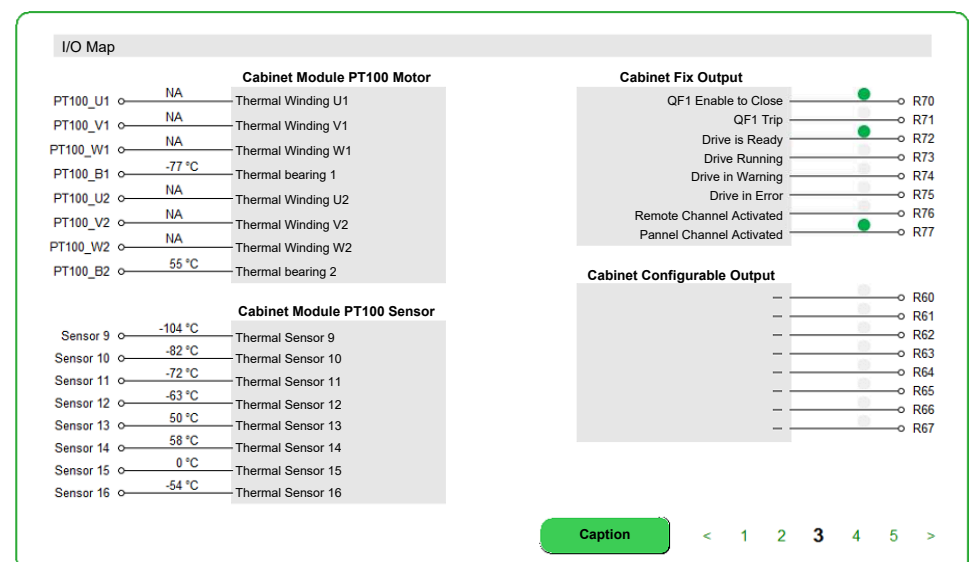 I/O Map
Cabinet Module PT100 Motor
PT100_U1 NA Thermal Winding U1
PT100_V1 NA Thermal Winding V1
PT100_W1 NA Thermal Winding W1
PT100_B1 -77 °C Thermal bearing 1
PT100_U2 NA Thermal Winding U2
PT100_V2 NA Thermal Winding V2
PT100_W2 NA Thermal Winding W2
PT100_B2 55 °C Thermal bearing 2
Cabinet Module PT100 Sensor
Sensor 9 -104 °C Thermal Sensor 9
Sensor 10 -82 °C Thermal Sensor 10
Sensor 11 -72 °C Thermal Sensor 11
Sensor 12 -63 °C Thermal Sensor 12
Sensor 13 50 °C Thermal Sensor 13
Sensor 14 58 °C Thermal Sensor 14
Sensor 15 0 °C Thermal Sensor 15
Sensor 16 -54 °C Thermal Sensor 16
Cabinet Fix Output
QF1 Enable to Close R70
QF1 Trip R71
Drive is Ready R72
Drive Running R73
Drive in Warning R74
Drive in Error R75
Remote Channel Activated R76
Pannel Channel Activated R77
Cabinet Configurable Output
— R60
— R61
— R62
— R63
— R64
— R65
— R66
— R67
Caption < 1 2 3 4 5 >